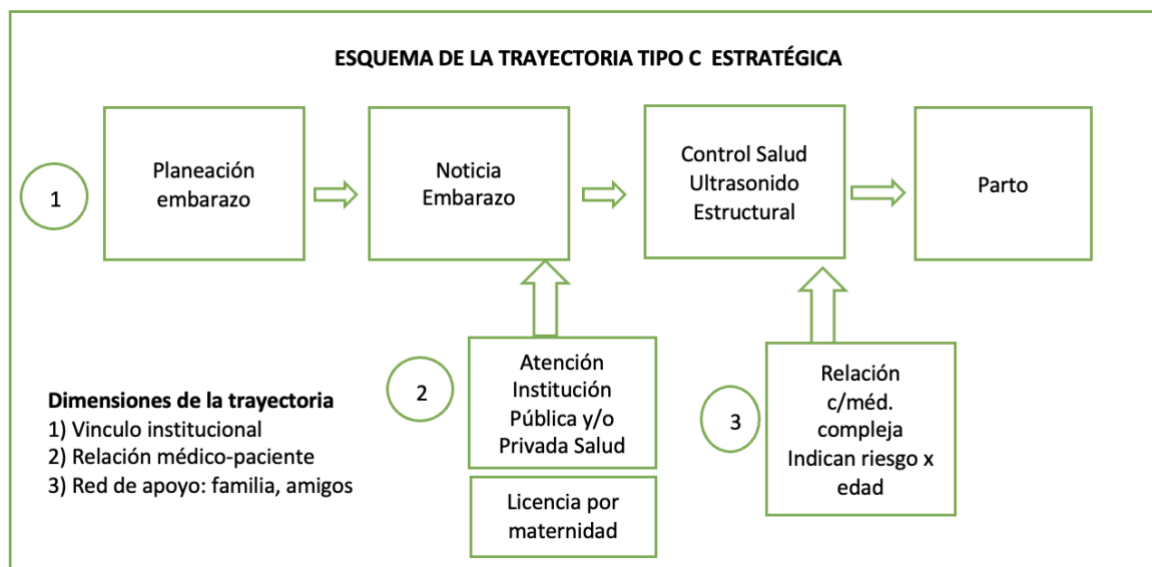 ESQUEMA DE LA TRAYECTORIA TIPO C ESTRATÉGICA
1
Planeación
embarazo
Noticia
Embarazo
Control Salud
Ultrasonido
Estructural
Parto
2
Atención
Institución
Pública y/o
Privada Salud
Licencia por
maternidad
3
Relación
c/méd.
compleja
Indican riesgo x
edad
Dimensiones de la trayectoria
1) Vinculo institucional
2) Relación médico-paciente
3) Red de apoyo: familia, amigos